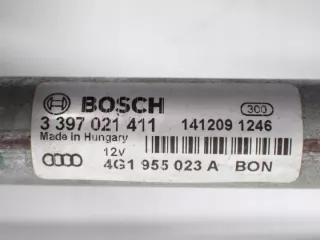 BOSCH 300
3 397 021 411 141209 1246
Made in Hungary
12V
4G1 955 023 A BON